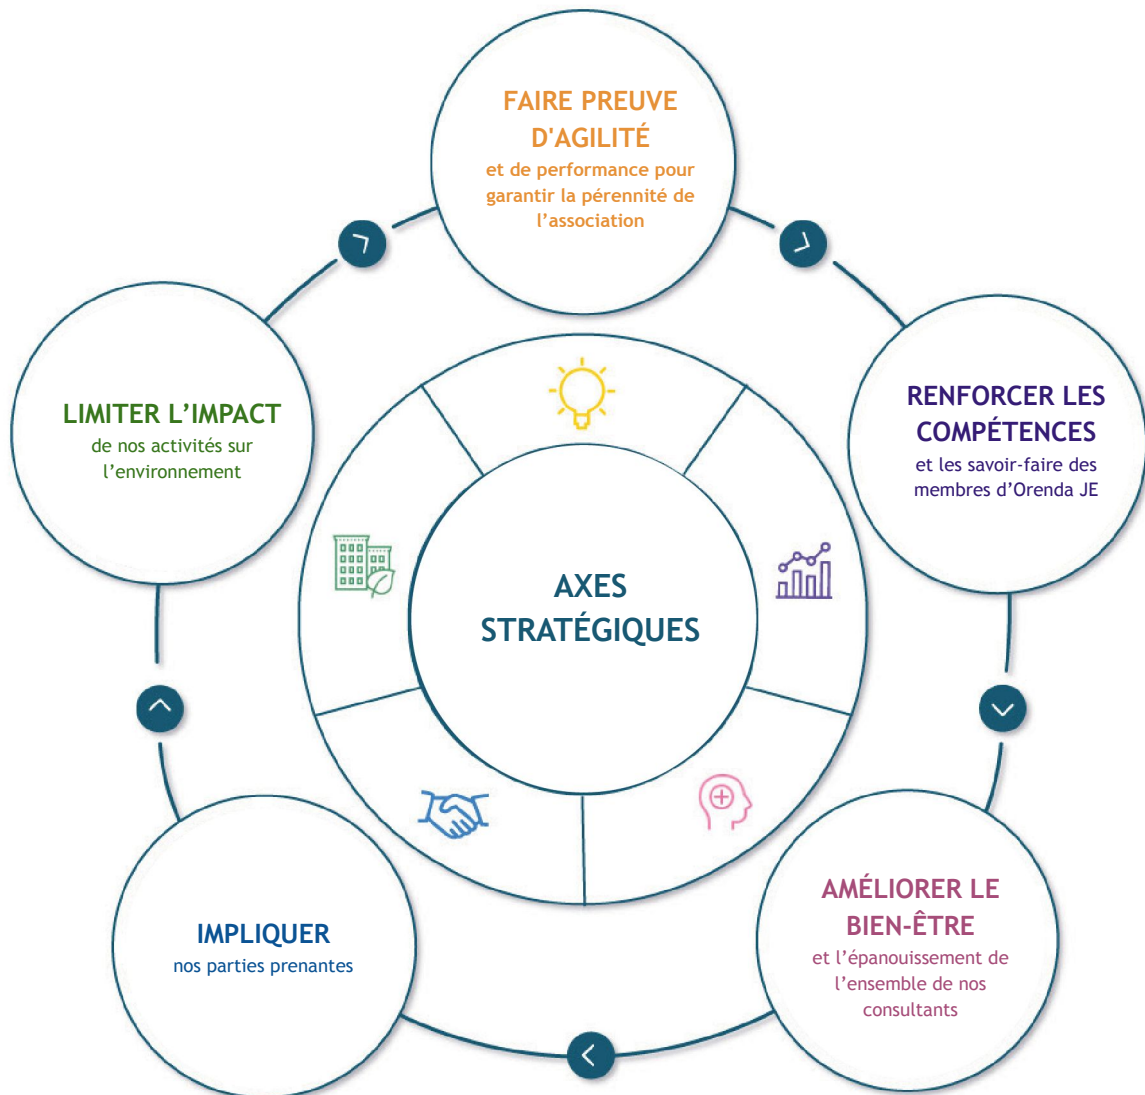 FAIRE PREUVE
D'AGILITÉ
et de performance pour
garantir la pérennité de
l’association
RENFORCER LES
COMPÉTENCES
et les savoir-faire des
membres d’Orenda JE
AMÉLIORER LE
BIEN-ÊTRE
et l’épanouissement de
l’ensemble de nos
consultants
IMPLIQUER
nos parties prenantes
LIMITER L’IMPACT
de nos activités sur
l’environnement
AXES
STRATÉGIQUES